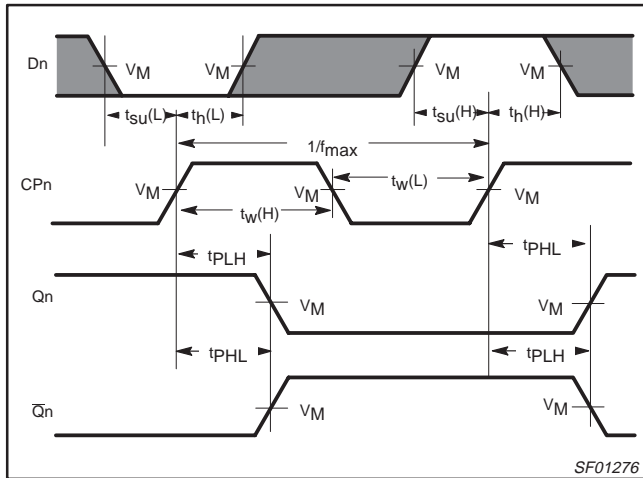 Dn
VM VM VM VM
tsu(L) th(L) tsu(H) th(H)
1/fmax
CPn
VM VM tw(L) VM
tw(H)
tPLH tPHL
Qn
VM VM
tPHL tPLH
Q̅n
VM VM
SF01276